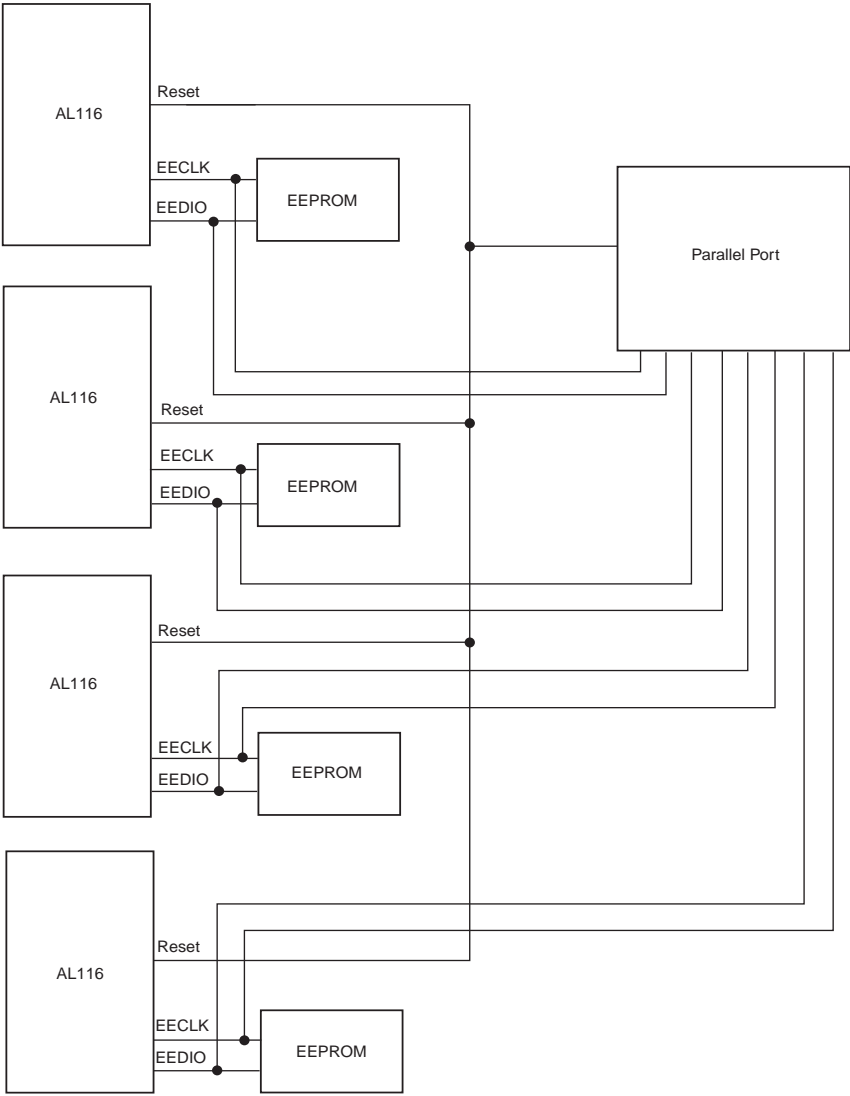 AL116
Reset
EECLK
EEDIO
EEPROM
Parallel Port
AL116
Reset
EECLK
EEDIO
EEPROM
AL116
Reset
EECLK
EEDIO
EEPROM
AL116
Reset
EECLK
EEDIO
EEPROM